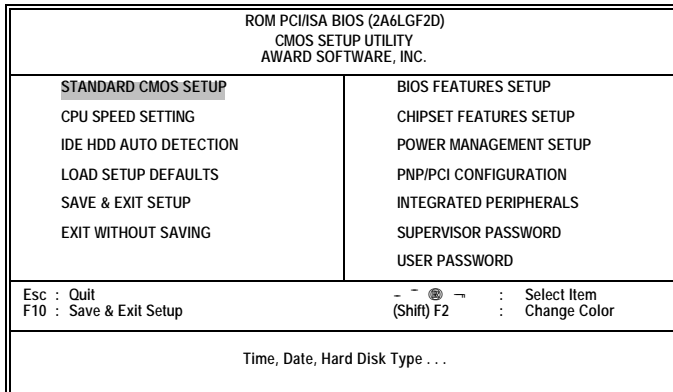 ROM PCI/ISA BIOS (2A6LGF2D)
CMOS SETUP UTILITY
AWARD SOFTWARE, INC.
STANDARD CMOS SETUP
CPU SPEED SETTING
IDE HDD AUTO DETECTION
LOAD SETUP DEFAULTS
SAVE & EXIT SETUP
EXIT WITHOUT SAVING
BIOS FEATURES SETUP
CHIPSET FEATURES SETUP
POWER MANAGEMENT SETUP
PNP/PCI CONFIGURATION
INTEGRATED PERIPHERALS
SUPERVISOR PASSWORD
USER PASSWORD
Esc : Quit
F10 : Save & Exit Setup
- ¯ ® ¬ : Select Item
(Shift) F2 : Change Color
Time, Date, Hard Disk Type . . .